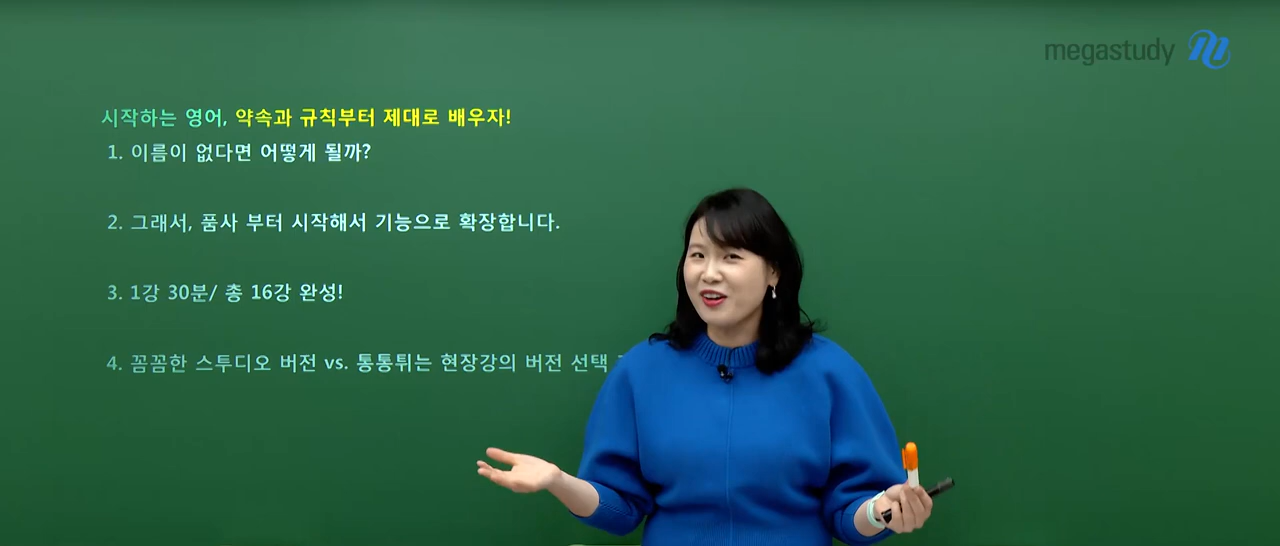 megastudy
시작하는 영어, 약속과 규칙부터 제대로 배우자!
1. 이름이 없다면 어떻게 될까?
2. 그래서, 품사 부터 시작해서 기능으로 확장합니다.
3. 1강 30분/ 총 16강 완성!
4. 꼼꼼한 스튜디오 버전 vs. 통통튀는 현장강의 버전 선택